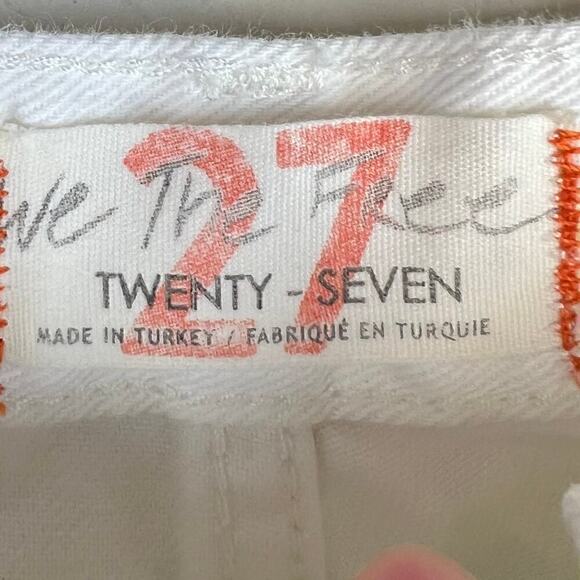 we The Free
27
TWENTY - SEVEN
MADE IN TURKEY / FABRIQUÉ EN TURQUIE